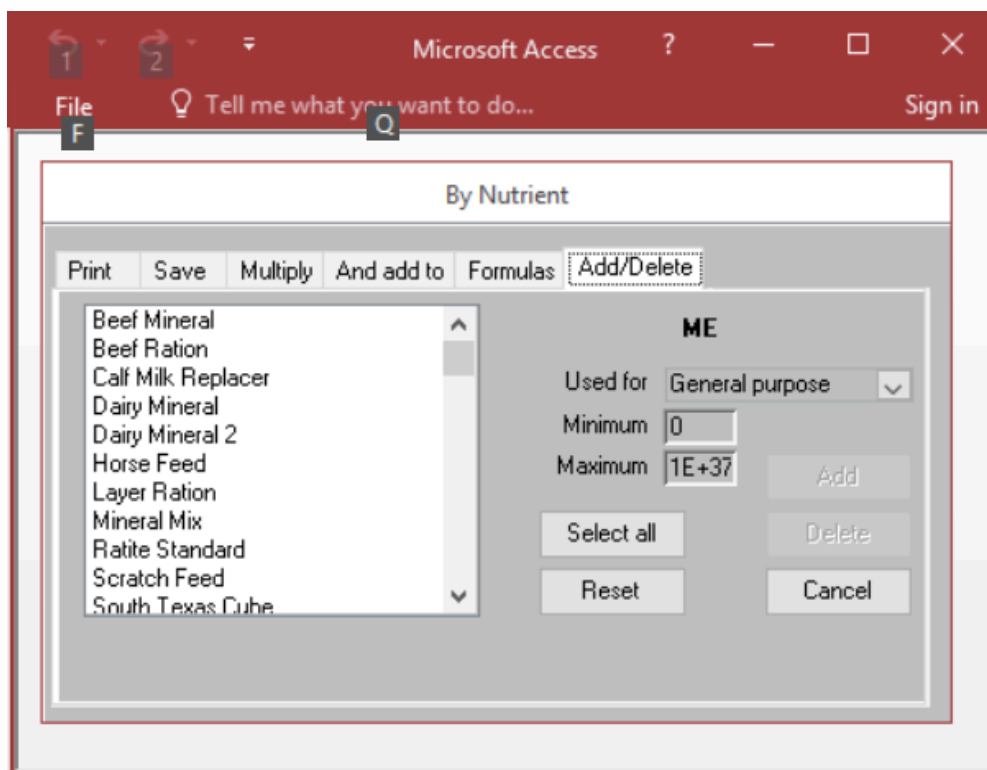 1 2 Microsoft Access ?
File Tell me what you want to do... Sign in
F Q
By Nutrient
Print Save Multiply And add to Formulas Add/Delete
Beef Mineral
Beef Ration
Calf Milk Replacer
Dairy Mineral
Dairy Mineral 2
Horse Feed
Layer Ration
Mineral Mix
Ratite Standard
Scratch Feed
South Texas Cube
ME
Used for General purpose
Minimum 0
Maximum 1E+37
Add
Select all Delete
Reset Cancel